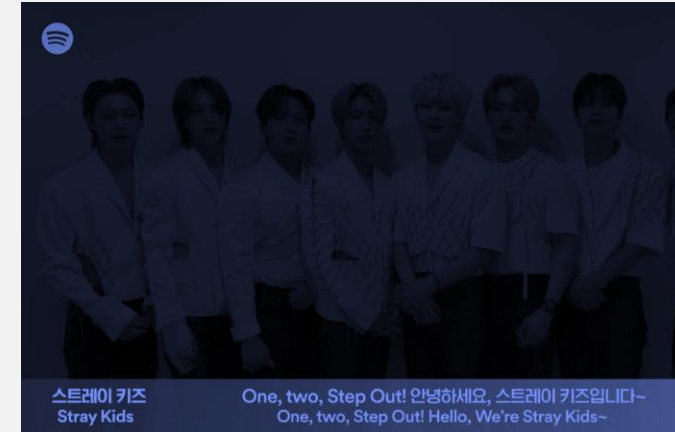 스트레이 키즈
Stray Kids
One, two, Step Out! 안녕하세요, 스트레이 키즈입니다~
One, two, Step Out! Hello, We're Stray Kids~